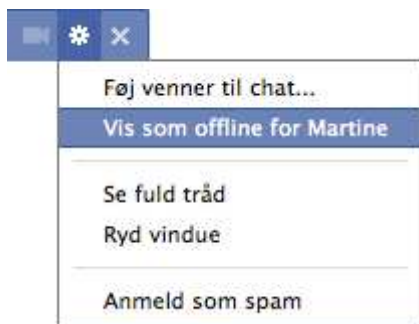 Føj venner til chat...
Vis som offline for Martine
Se fuld tråd
Ryd vindue
Anmeld som spam